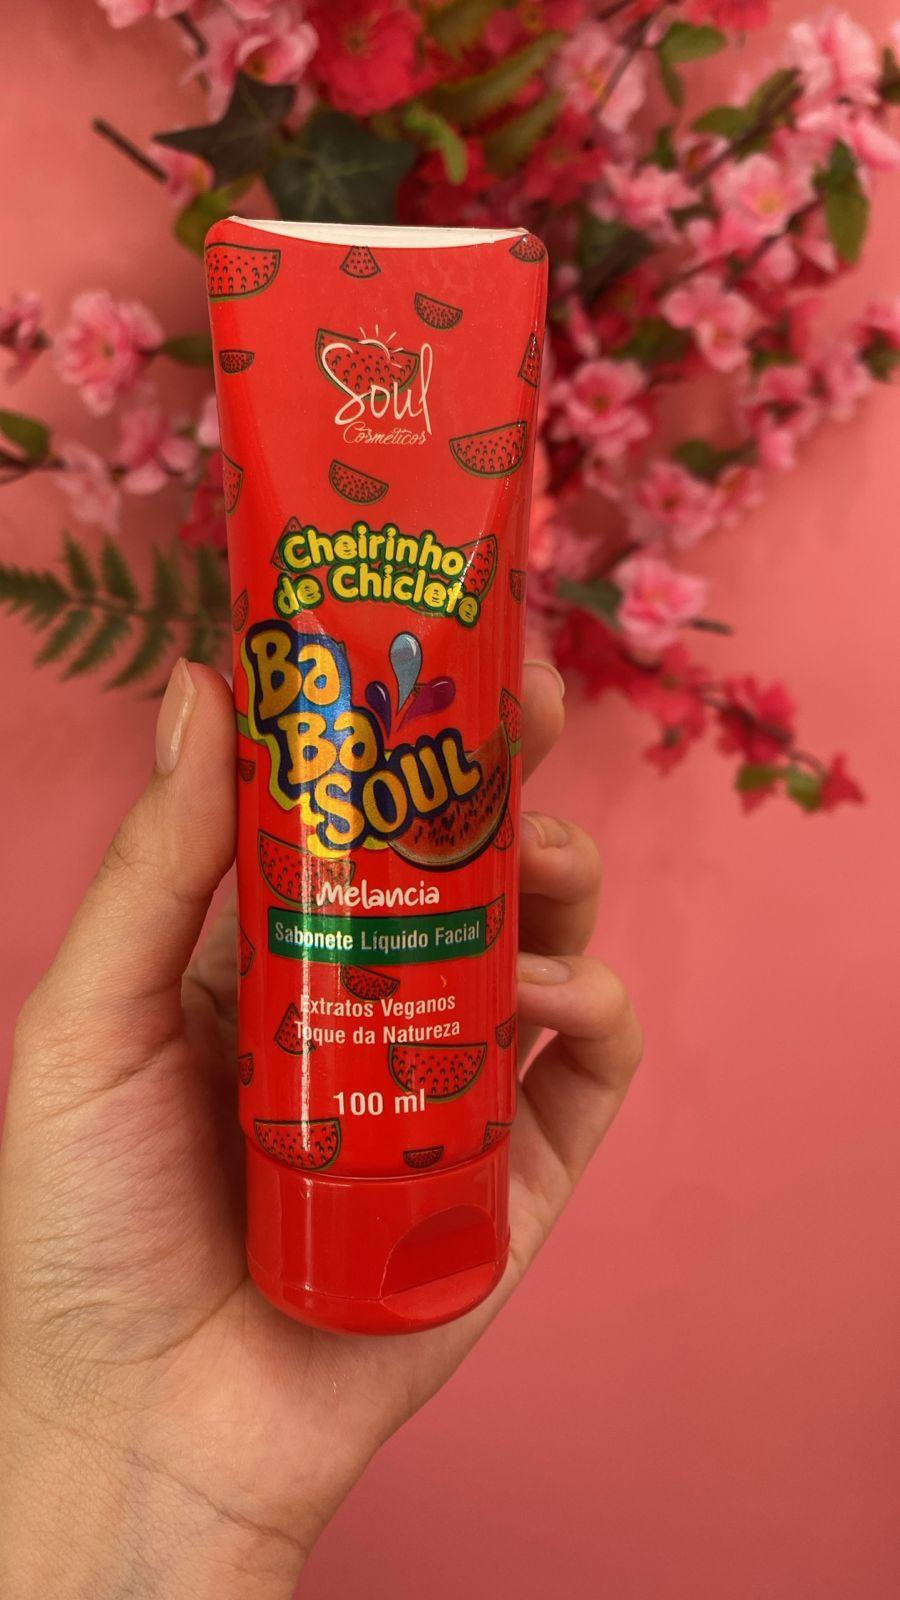 Soul
Cosméticos
Cheirinho
de Chiclete
Ba
Ba
SOUL
Melancia
Sabonete Líquido Facial
Extratos Veganos
Toque da Natureza
100 ml